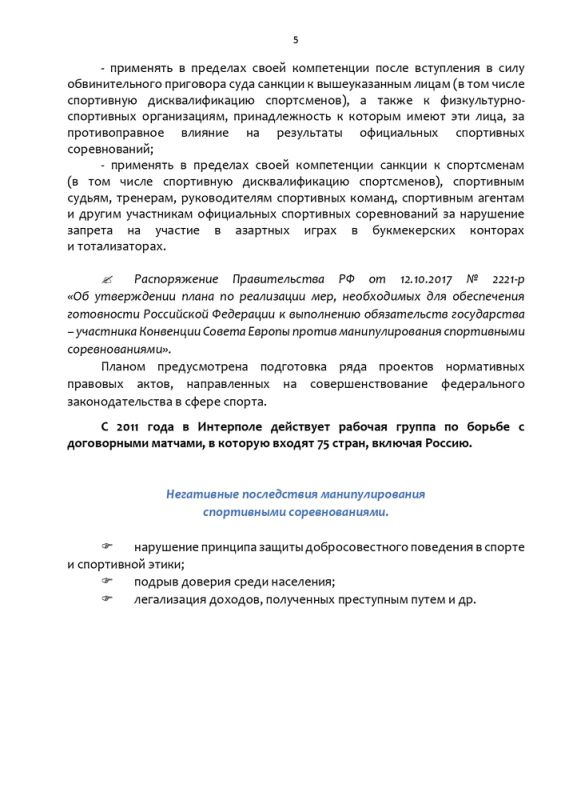 5
- применять в пределах своей компетенции после вступления в силу
обвинительного приговора суда санкции к вышеуказанным лицам (в том числе
спортивную дисквалификацию спортсменов), а также к физкультурно-
спортивным организациям, принадлежность к которым имеют эти лица, за
противоправное влияние на результаты официальных спортивных
соревнований;
- применять в пределах своей компетенции санкции к спортсменам
(в том числе спортивную дисквалификацию спортсменов), спортивным
судьям, тренерам, руководителям спортивных команд, спортивным агентам
и другим участникам официальных спортивных соревнований за нарушение
запрета на участие в азартных играх в букмекерских конторах
и тотализаторах.
Распоряжение Правительства РФ от 12.10.2017 № 2221-р
«Об утверждении плана по реализации мер, необходимых для обеспечения
готовности Российской Федерации к выполнению обязательств государства
– участника Конвенции Совета Европы против манипулирования спортивными
соревнованиями».
Планом предусмотрена подготовка ряда проектов нормативных
правовых актов, направленных на совершенствование федерального
законодательства в сфере спорта.
С 2011 года в Интерполе действует рабочая группа по борьбе с
договорными матчами, в которую входят 75 стран, включая Россию.
Негативные последствия манипулирования
спортивными соревнованиями.
нарушение принципа защиты добросовестного поведения в спорте
и спортивной этики;
подрыв доверия среди населения;
легализация доходов, полученных преступным путем и др.